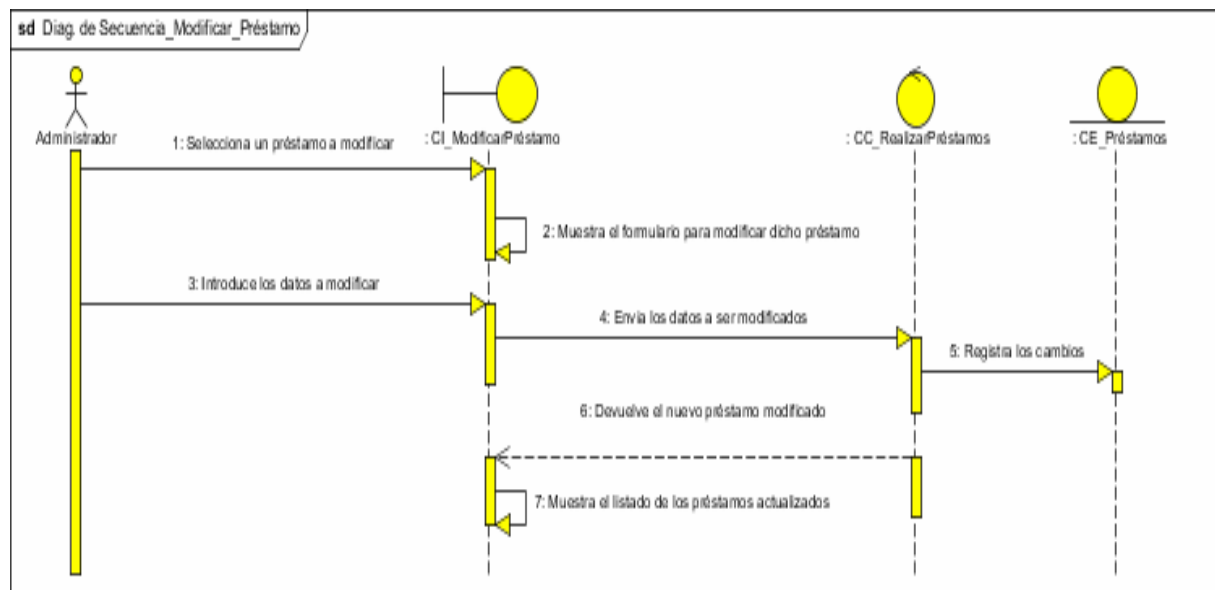 sd Diag. de Secuencia_Modificar_Préstamo
Administrador
: CI_ModificarPréstamo
: CC_RealizarPréstamos
: CE_Préstamos
1: Selecciona un préstamo a modificar
2: Muestra el formulario para modificar dicho préstamo
3: Introduce los datos a modificar
4: Envia los datos a ser modificados
5: Registra los cambios
6: Devuelve el nuevo préstamo modificado
7: Muestra el listado de los préstamos actualizados